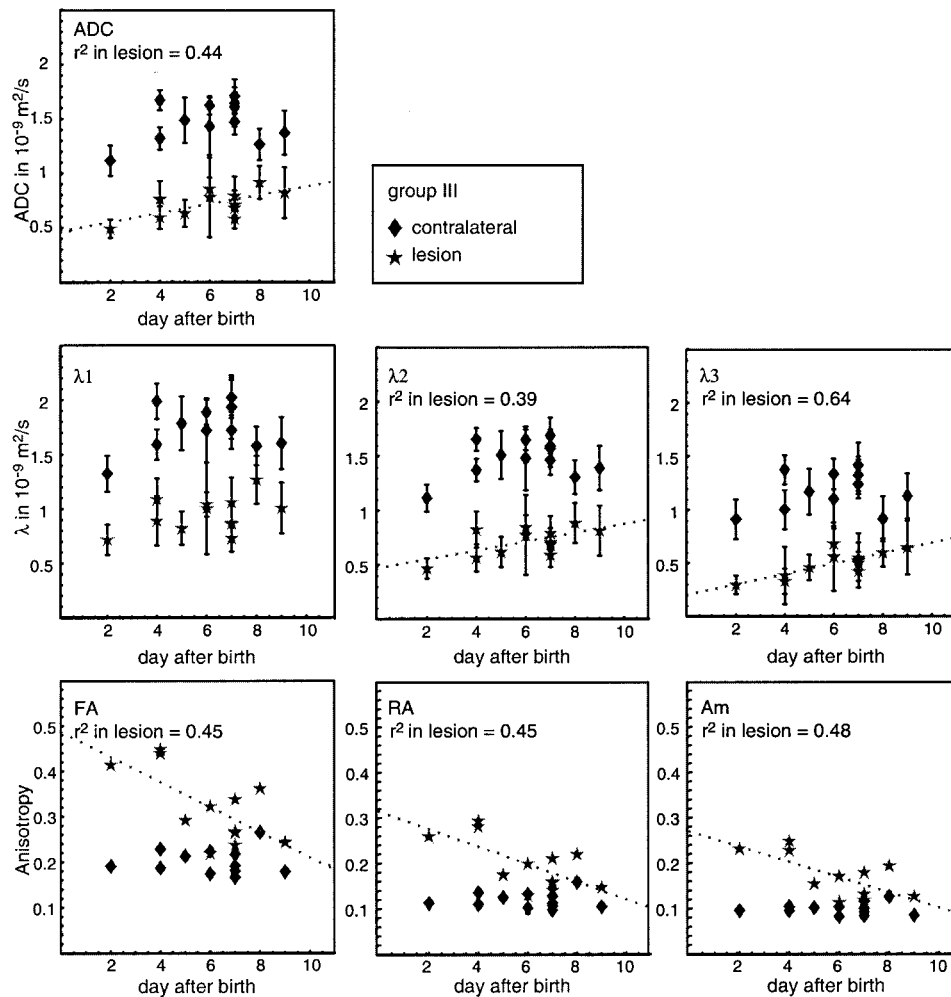 ADC
r² in lesion = 0.44
2
1.5
1
0.5
ADC in 10⁻⁹ m²/s
2 4 6 8 10
day after birth
group III
contralateral
lesion
λ1
2
1.5
1
0.5
λ in 10⁻⁹ m²/s
2 4 6 8 10
day after birth
λ2
r² in lesion = 0.39
2
1.5
1
0.5
2 4 6 8 10
day after birth
λ3
r² in lesion = 0.64
2
1.5
1
0.5
2 4 6 8 10
day after birth
FA
r² in lesion = 0.45
0.5
0.4
0.3
0.2
0.1
Anisotropy
2 4 6 8 10
day after birth
RA
r² in lesion = 0.45
0.5
0.4
0.3
0.2
0.1
2 4 6 8 10
day after birth
Am
r² in lesion = 0.48
0.5
0.4
0.3
0.2
0.1
2 4 6 8 10
day after birth